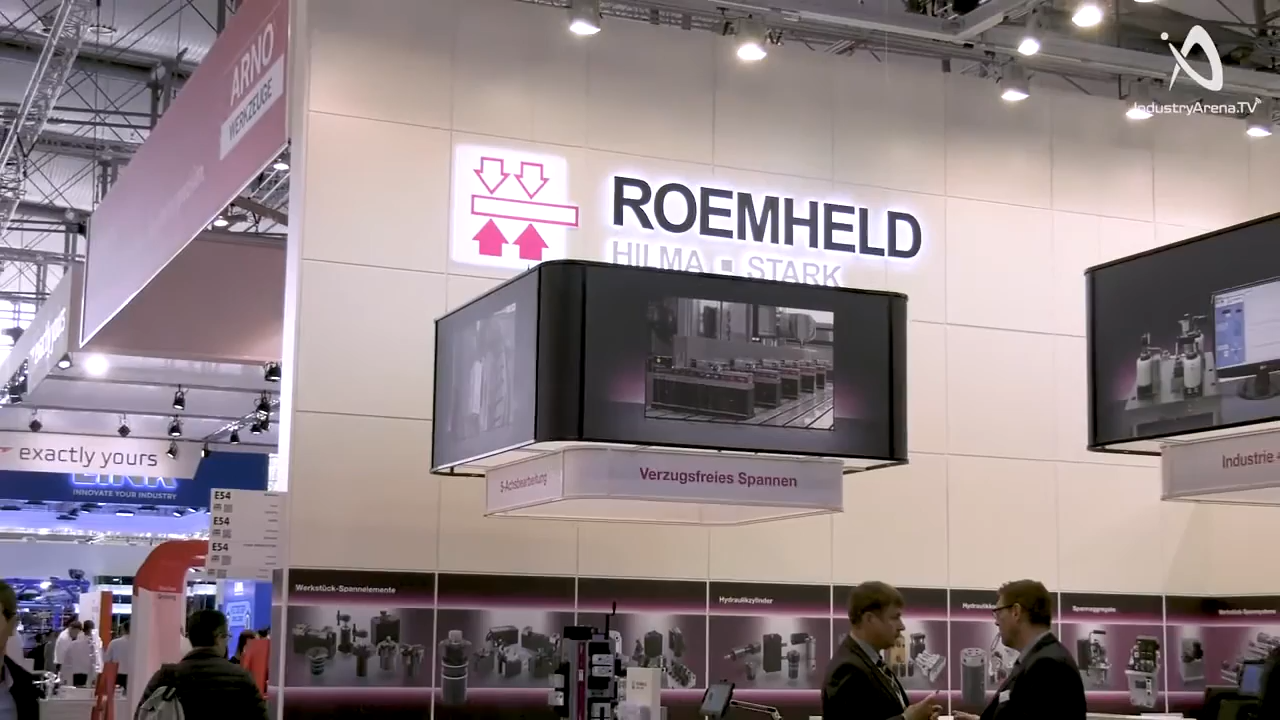 IndustryArena.TV
ARNO
WERKZEUGE
ROEMHELD
HILMA ▪ STARK
5-Achsbearbeitung
Verzugsfreies Spannen
Industrie
exactly yours
INNOVATE YOUR INDUSTRY
E54
E54
E54
Werkstück-Spannelemente
Hydraulikzylinder
Spannaggregate